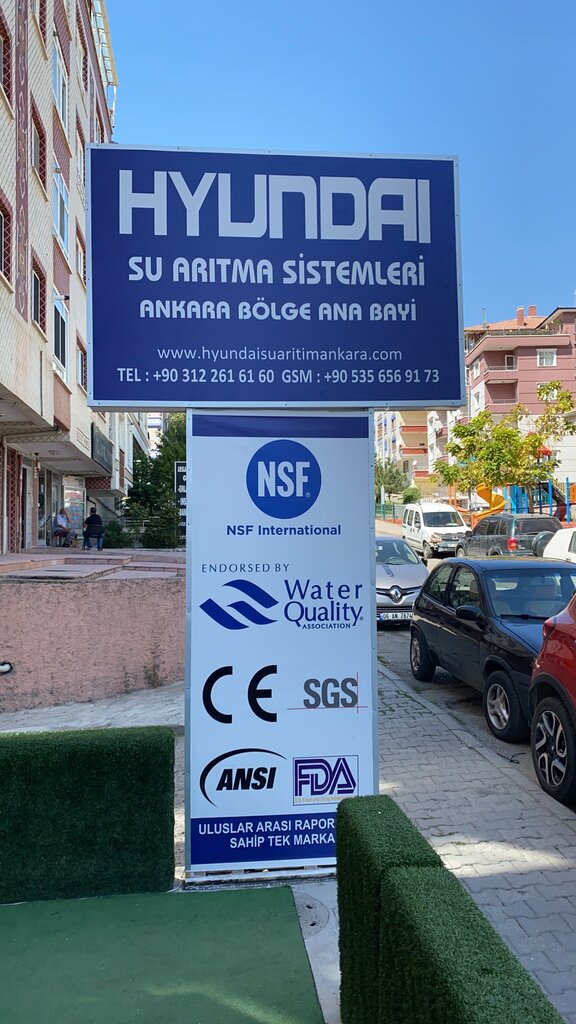 HYUNDAI
SU ARITMA SİSTEMLERİ
ANKARA BÖLGE ANA BAYİ
www.hyundaisuaritimankara.com
TEL : +90 312 261 61 60 GSM : +90 535 656 91 73
NSF®
NSF International
ENDORSED BY
Water
Quality
ASSOCIATION
CE SGS
ANSI FDA
ULUSLAR ARASI RAPOR
SAHİP TEK MARKA